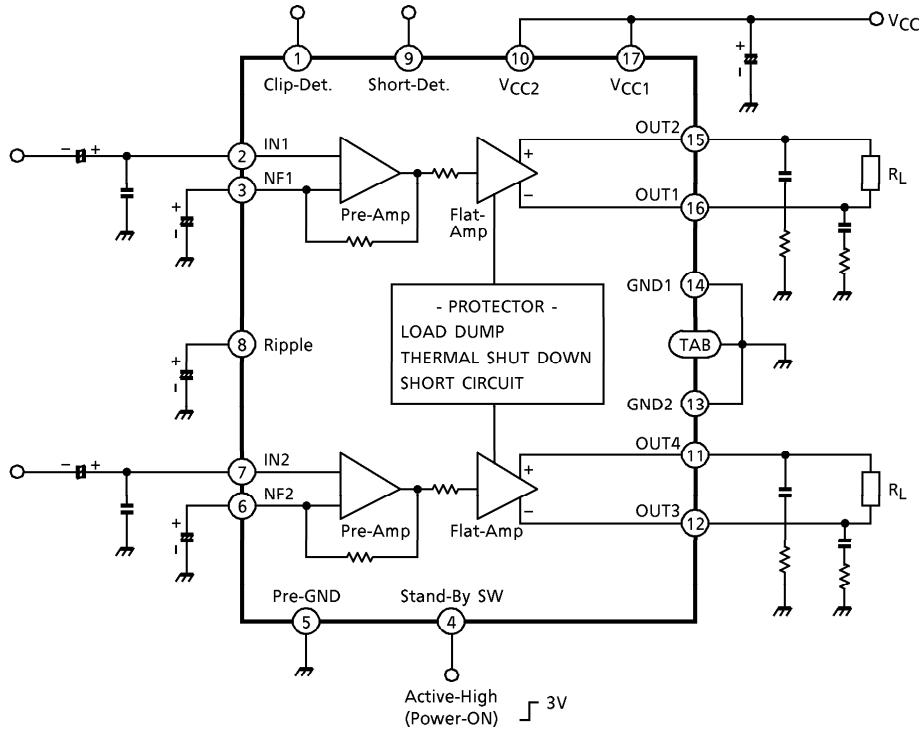 VCC
1
9
10
17
Clip-Det.
Short-Det.
VCC2
VCC1
OUT2
15
− +
2
IN1
+
−
RL
3
NF1
OUT1
16
Pre-Amp
Flat-
Amp
+
−
+
−
GND1
14
- PROTECTOR -
LOAD DUMP
THERMAL SHUT DOWN
SHORT CIRCUIT
8
Ripple
TAB
+
−
GND2
13
OUT4
11
− +
7
IN2
+
−
RL
6
NF2
OUT3
12
Pre-Amp
Flat-Amp
+
−
Pre-GND
Stand-By SW
5
4
Active-High
(Power-ON)
3V